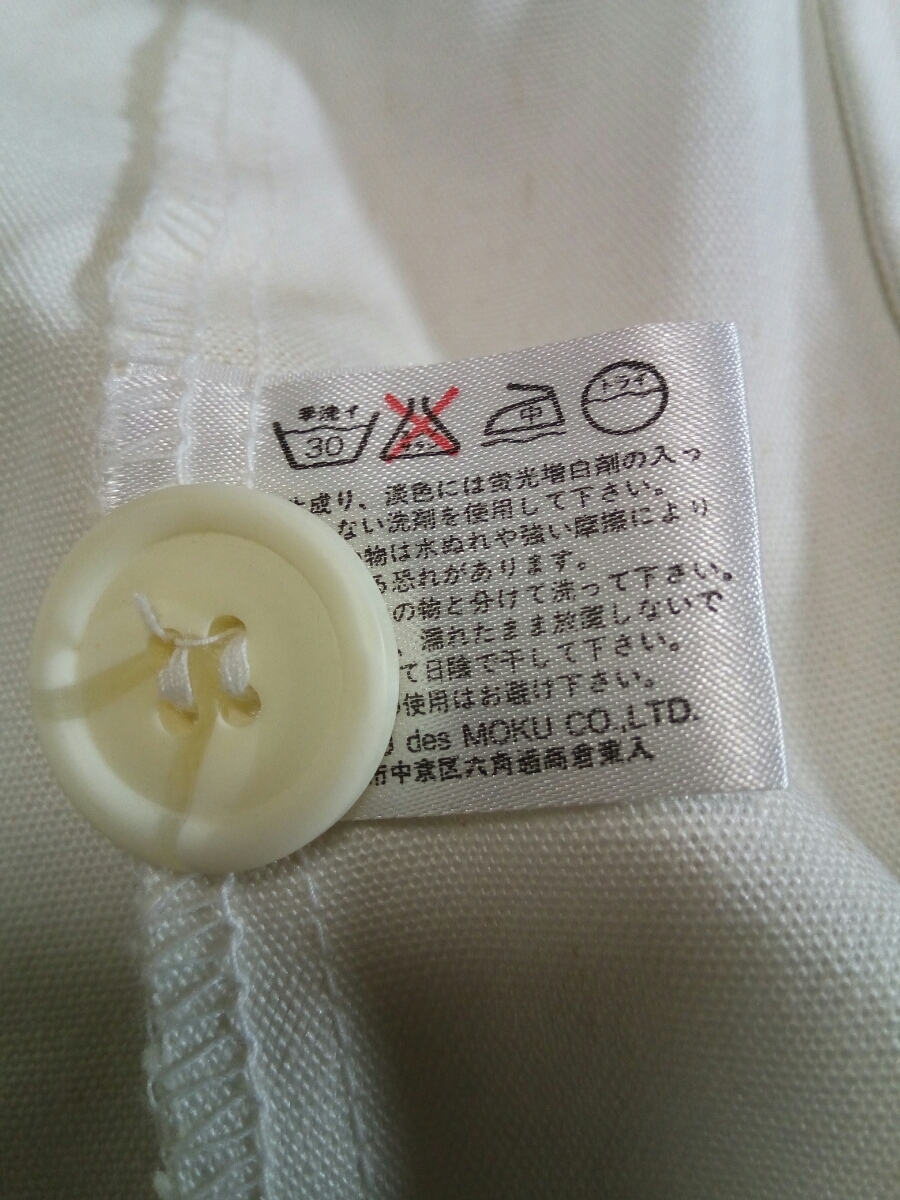 手洗イ
30
中
ドライ
成り、淡色には蛍光増白剤の入っ
ない洗剤を使用して下さい。
物は水ぬれや強い摩擦により
る恐れがあります。
の物と分けて洗って下さい。
、濡れたまま放置しないで
て日陰で干して下さい。
使用はお避け下さい。
des MOKU CO.,LTD.
市中京区六角通高倉東入